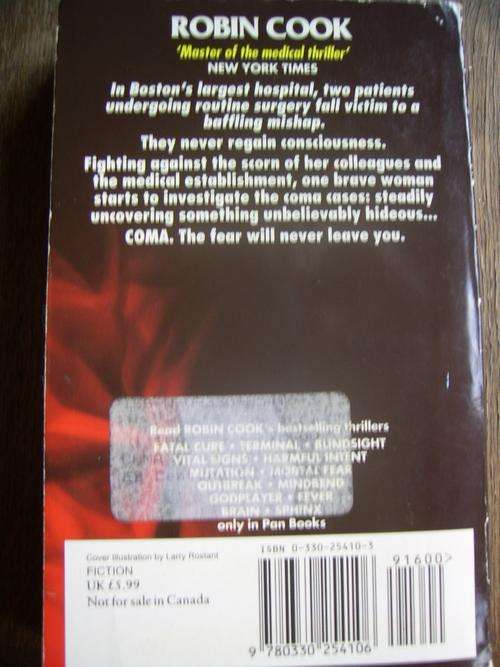 ROBIN COOK
'Master of the medical thriller'
NEW YORK TIMES
In Boston's largest hospital, two patients
undergoing routine surgery fall victim to a
baffling mishap.
They never regain consciousness.
Fighting against the scorn of her colleagues and
the medical establishment, one brave woman
starts to investigate the coma cases: steadily
uncovering something unbelievably hideous...
COMA. The fear will never leave you.
Read ROBIN COOK's bestselling thrillers
FATAL CURE • TERMINAL • BLINDSIGHT
VITAL SIGNS • HARMFUL INTENT
MUTATION • MORTAL FEAR
OUTBREAK • MINDBEND
GODPLAYER • FEVER
BRAIN • SPHINX
only in Pan Books
Cover illustration by Larry Rostant
FICTION
UK £5.99
Not for sale in Canada
ISBN 0-330-25410-3
91600>
9 780330 254106